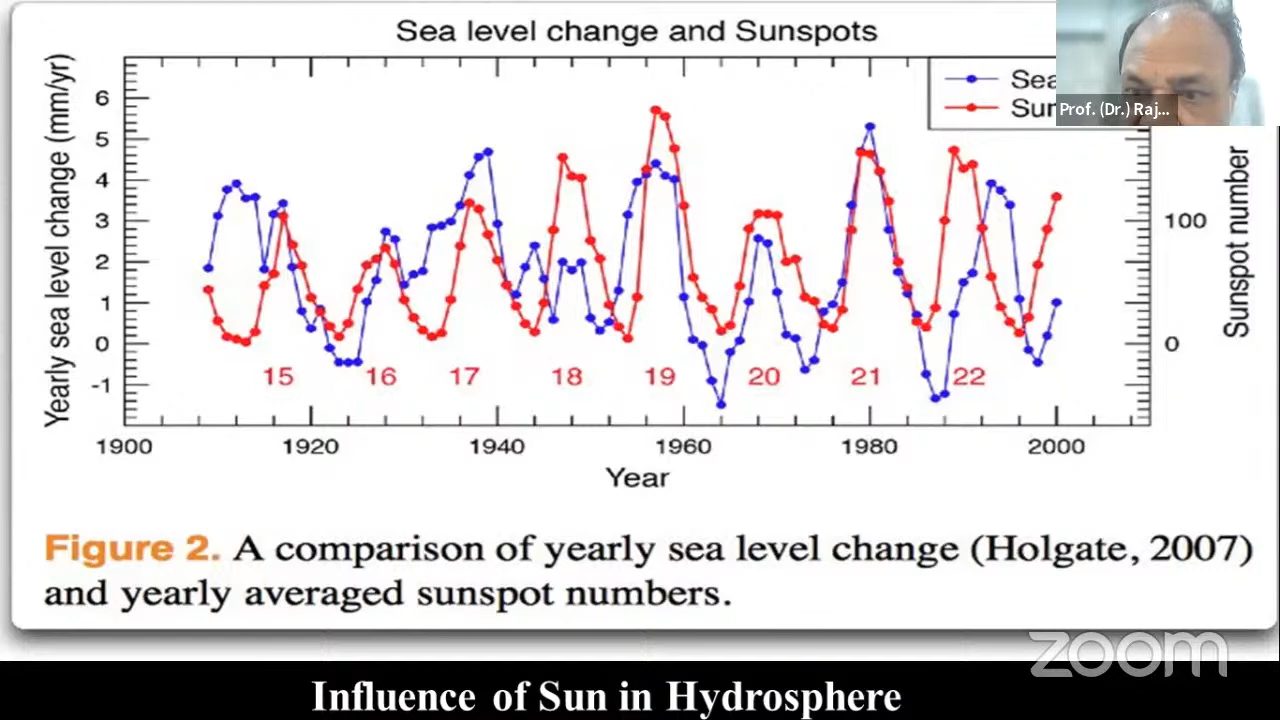 Sea level change and Sunspots
Yearly sea level change (mm/yr)
6
5
4
3
2
1
0
-1
100
0
Sunspot number
15 16 17 18 19 20 21 22
1900 1920 1940 1960 1980 2000
Year
Prof. (Dr.) Raj...
Figure 2. A comparison of yearly sea level change (Holgate, 2007)
and yearly averaged sunspot numbers.
zoom
Influence of Sun in Hydrosphere